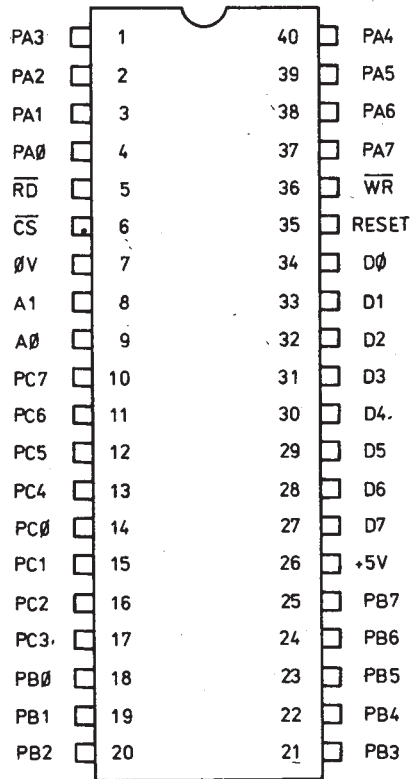 PA3 1 40 PA4
PA2 2 39 PA5
PA1 3 38 PA6
PAØ 4 37 PA7
R̅D̅ 5 36 W̅R̅
C̅S̅ 6 35 RESET
ØV 7 34 DØ
A1 8 33 D1
AØ 9 32 D2
PC7 10 31 D3
PC6 11 30 D4
PC5 12 29 D5
PC4 13 28 D6
PCØ 14 27 D7
PC1 15 26 +5V
PC2 16 25 PB7
PC3 17 24 PB6
PBØ 18 23 PB5
PB1 19 22 PB4
PB2 20 21 PB3